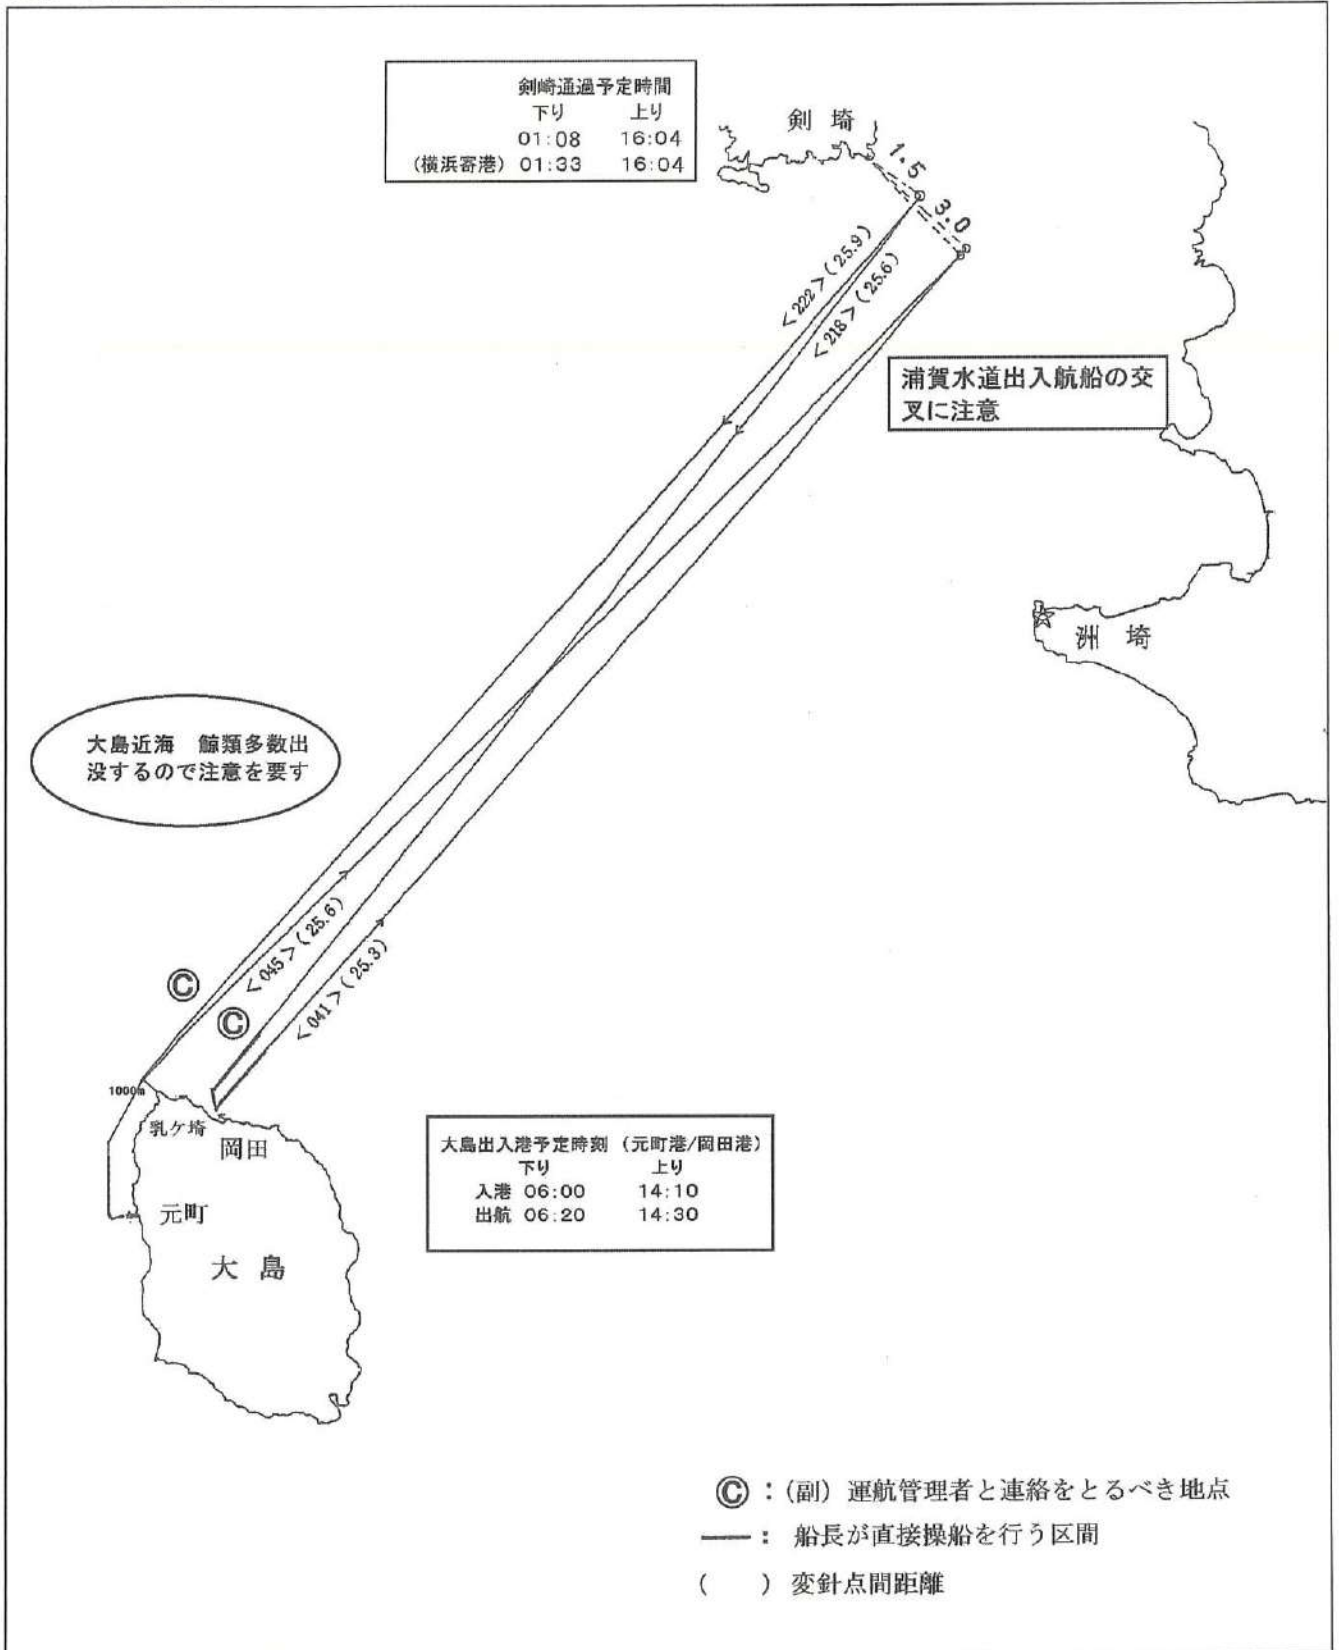 剣崎通過予定時間
下り 上り
01:08 16:04
(横浜寄港) 01:33 16:04
剣 埼
1.5
3.0
<222>(25.9)
<218>(25.6)
浦賀水道出入航船の交
叉に注意
洲 埼
大島近海 鯨類多数出
没するので注意を要す
<045>(25.6)
<041>(25.3)
Ⓒ
Ⓒ
1000m
乳ケ埼
岡田
元町
大 島
大島出入港予定時刻 (元町港/岡田港)
下り 上り
入港 06:00 14:10
出航 06:20 14:30
Ⓒ:(副) 運航管理者と連絡をとるべき地点
―: 船長が直接操船を行う区間
( ) 変針点間距離